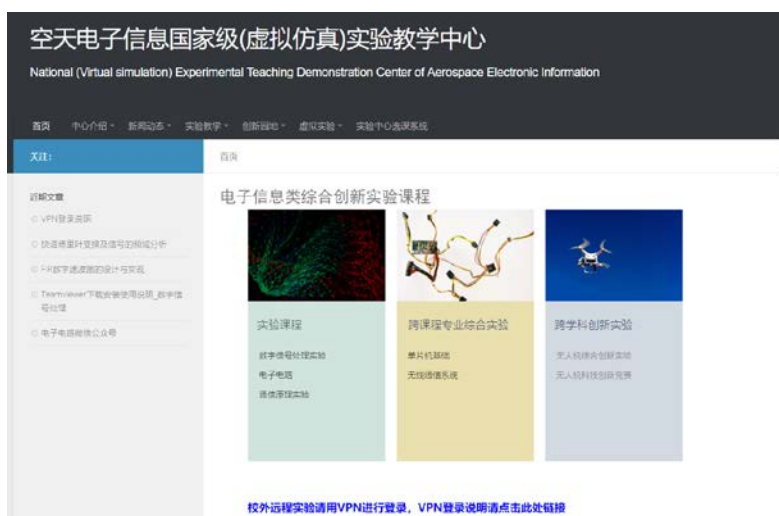 空天电子信息国家级(虚拟仿真)实验教学中心
National (Virtual simulation) Experimental Teaching Demonstration Center of Aerospace Electronic Information
首页 中心介绍 新闻动态 实验教学 创新园地 虚拟实验 实验中心选课系统
关注:
首页
近期文章
VPN登录说明
快速傅里叶变换及信号的频域分析
FIR数字滤波器的设计与实现
Teamviewer下载安装使用说明_数字信
号处理
电子电路微信公众号
电子信息类综合创新实验课程
实验课程
数字信号处理实验
电子电路
通信原理实验
跨课程专业综合实验
单片机基础
无线通信系统
跨学科创新实验
无人机综合创新实验
无人机科技创新竞赛
校外远程实验请用VPN进行登录，VPN登录说明请点击此处链接